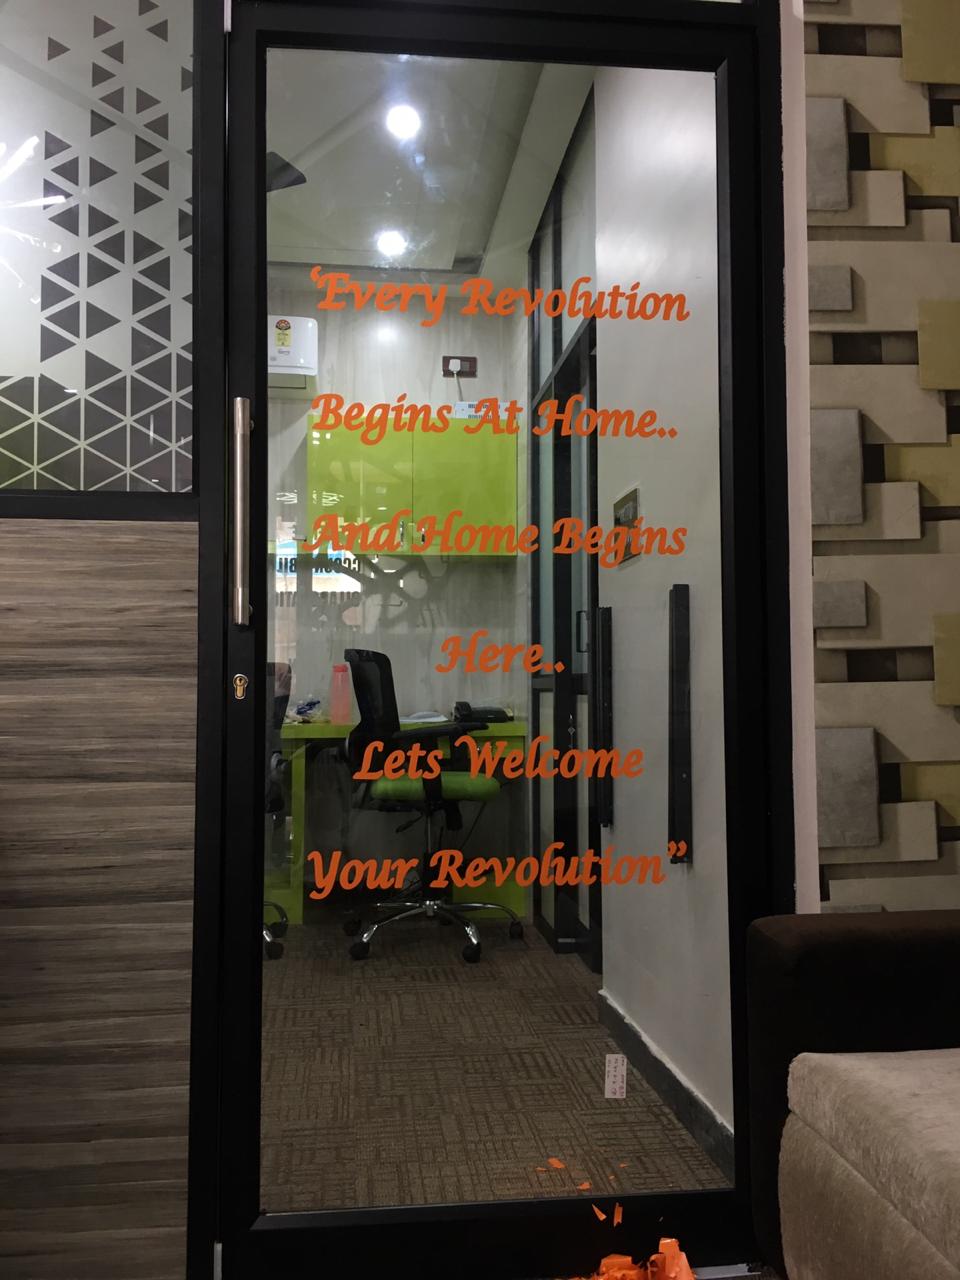 ‘Every Revolution
Begins At Home..
And Home Begins
Here..
Lets Welcome
Your Revolution”